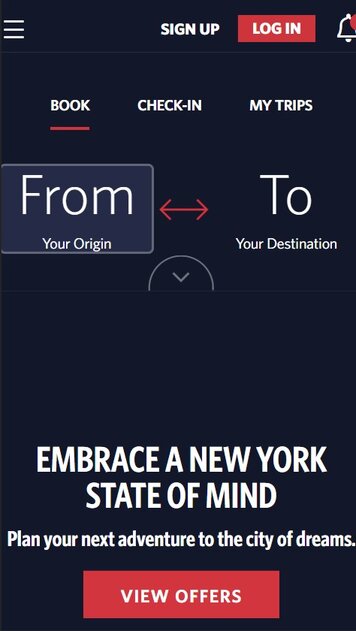 SIGN UP LOG IN
BOOK CHECK-IN MY TRIPS
From To
Your Origin Your Destination
EMBRACE A NEW YORK
STATE OF MIND
Plan your next adventure to the city of dreams.
VIEW OFFERS